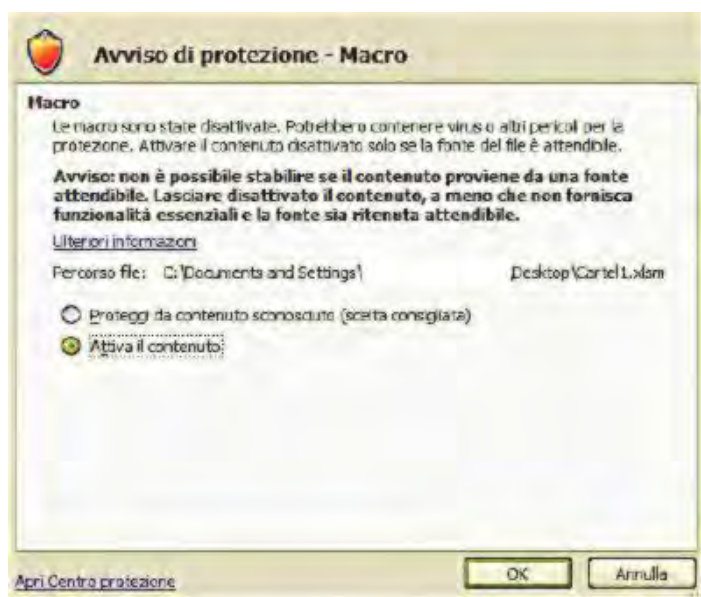 Avviso di protezione - Macro
Macro
Le macro sono state disattivate. Potrebbero contenere virus o altri pericoli per la
protezione. Attivare il contenuto disattivato solo se la fonte del file è attendibile.
Avviso: non è possibile stabilire se il contenuto proviene da una fonte
attendibile. Lasciare disattivato il contenuto, a meno che non fornisca
funzionalità essenziali e la fonte sia ritenuta attendibile.
Ulteriori informazioni
Percorso file: C:\Documents and Settings\ Desktop\Cartel1.xlsm
Proteggi da contenuto sconosciuto (scelta consigliata)
Attiva il contenuto
Apri Centro protezione OK Annulla